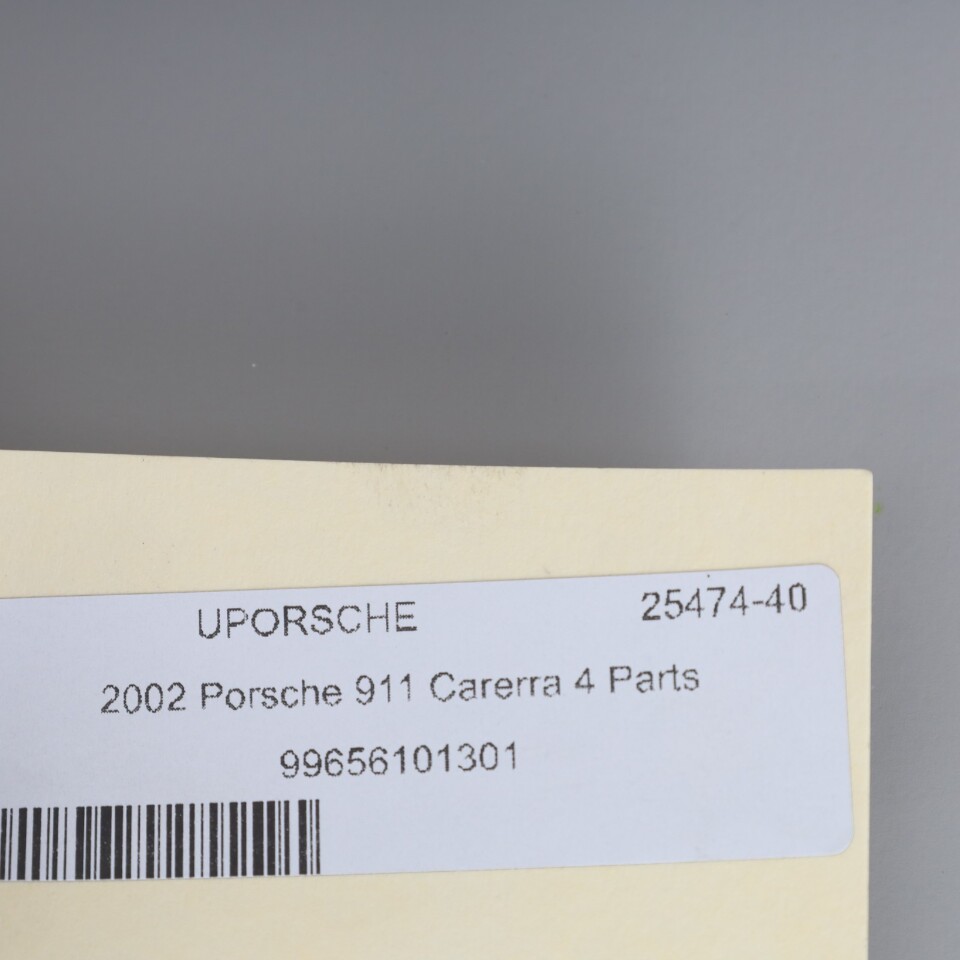 UPORSCHE 25474-40
2002 Porsche 911 Carerra 4 Parts
99656101301